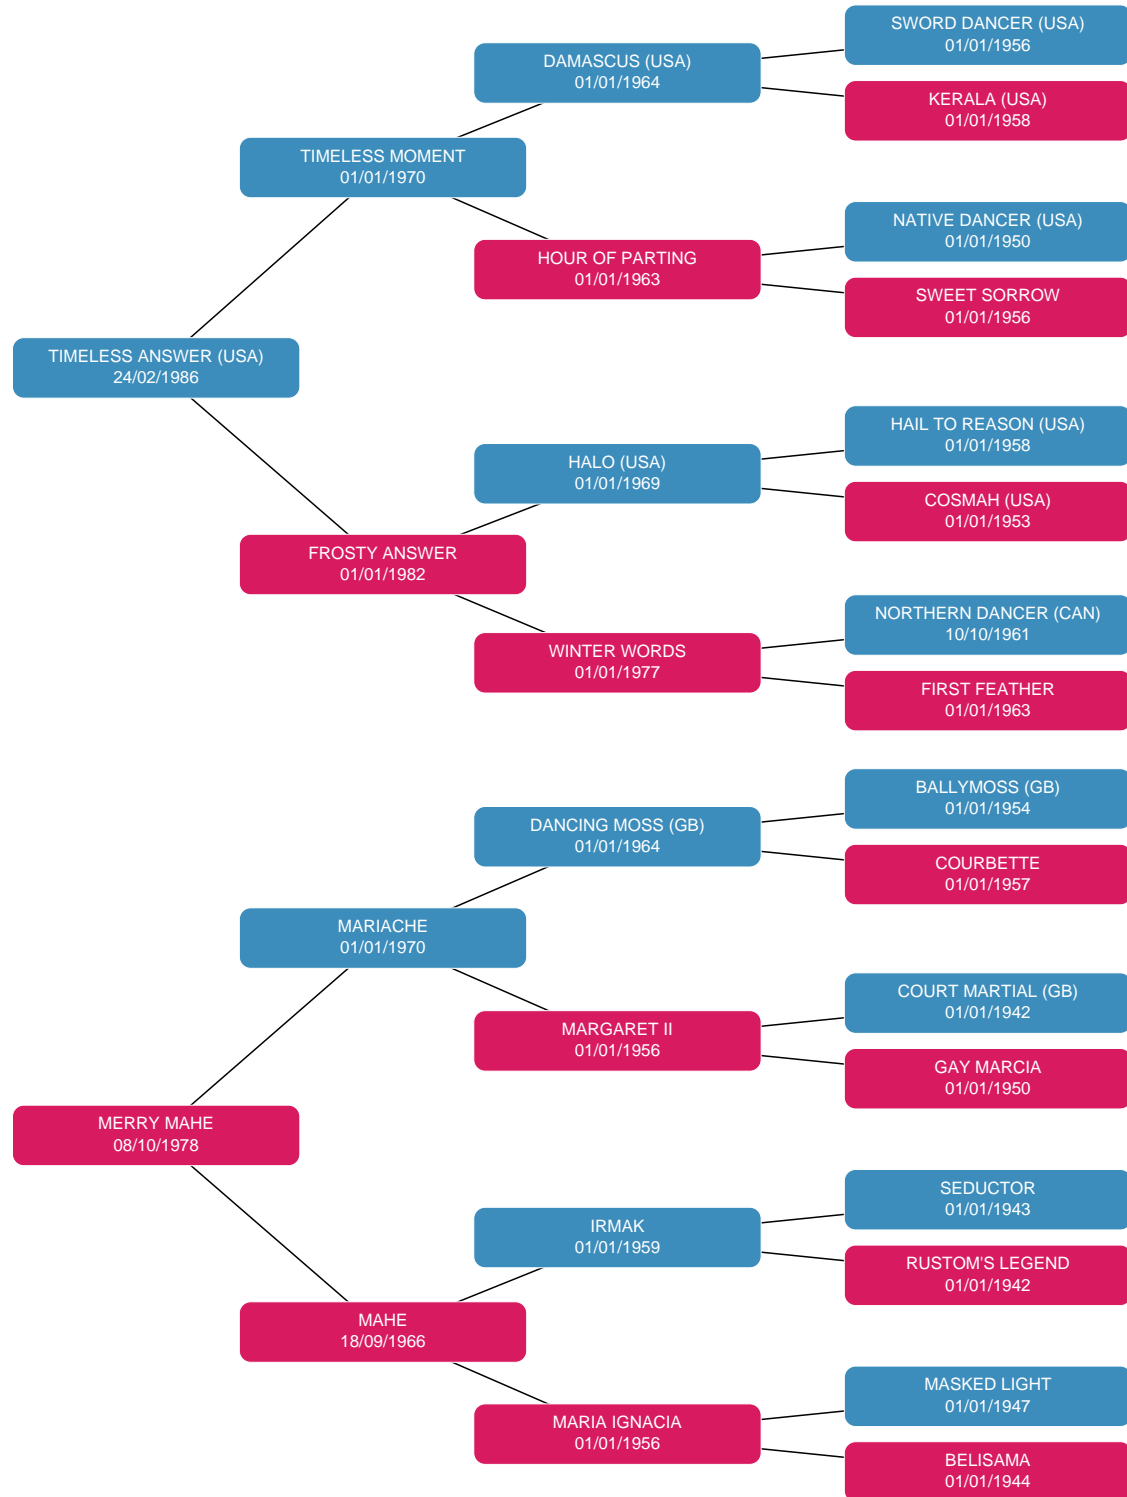 SWORD DANCER (USA)
01/01/1956
DAMASCUS (USA)
01/01/1964
KERALA (USA)
01/01/1958
TIMELESS MOMENT
01/01/1970
NATIVE DANCER (USA)
01/01/1950
HOUR OF PARTING
01/01/1963
SWEET SORROW
01/01/1956
TIMELESS ANSWER (USA)
24/02/1986
HAIL TO REASON (USA)
01/01/1958
HALO (USA)
01/01/1969
COSMAH (USA)
01/01/1953
FROSTY ANSWER
01/01/1982
NORTHERN DANCER (CAN)
10/10/1961
WINTER WORDS
01/01/1977
FIRST FEATHER
01/01/1963
BALLYMOSS (GB)
01/01/1954
DANCING MOSS (GB)
01/01/1964
COURBETTE
01/01/1957
MARIACHE
01/01/1970
COURT MARTIAL (GB)
01/01/1942
MARGARET II
01/01/1956
GAY MARCIA
01/01/1950
MERRY MAHE
08/10/1978
SEDUCTOR
01/01/1943
IRMAK
01/01/1959
RUSTOM'S LEGEND
01/01/1942
MAHE
18/09/1966
MASKED LIGHT
01/01/1947
MARIA IGNACIA
01/01/1956
BELISAMA
01/01/1944